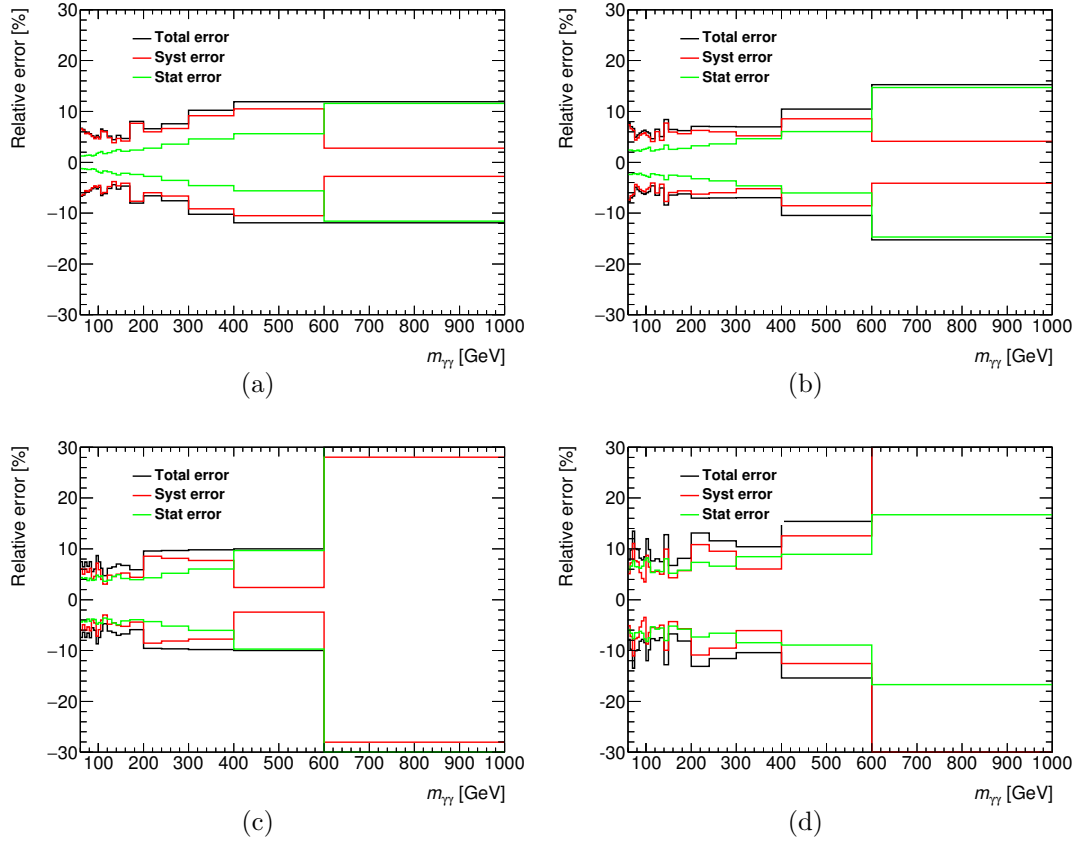 Relative error [%]
30
20
10
0
−10
−20
−30
Total error
Syst error
Stat error
100 200 300 400 500 600 700 800 900 1000
mγγ [GeV]
(a)
Relative error [%]
30
20
10
0
−10
−20
−30
Total error
Syst error
Stat error
100 200 300 400 500 600 700 800 900 1000
mγγ [GeV]
(b)
Relative error [%]
30
20
10
0
−10
−20
−30
Total error
Syst error
Stat error
100 200 300 400 500 600 700 800 900 1000
mγγ [GeV]
(c)
Relative error [%]
30
20
10
0
-10
-20
-30
Total error
Syst error
Stat error
100 200 300 400 500 600 700 800 900 1000
mγγ [GeV]
(d)